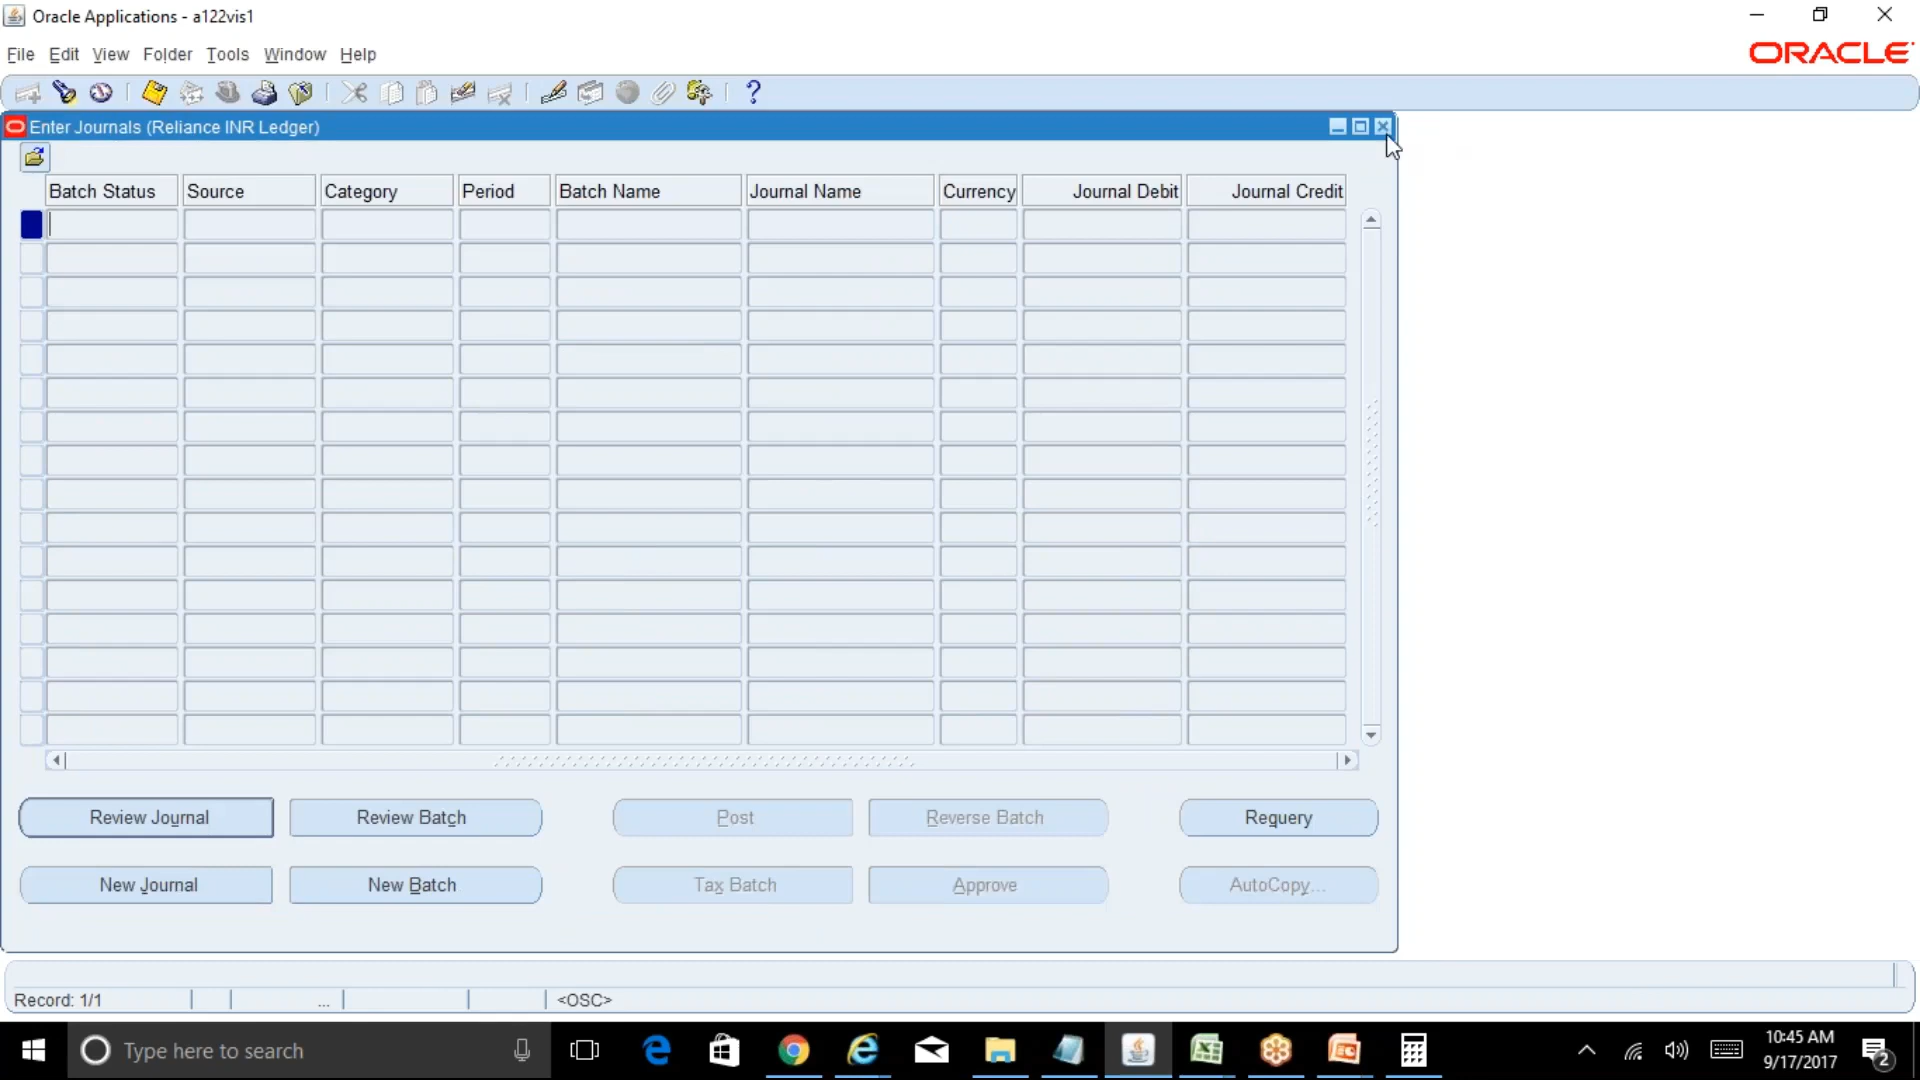 Oracle Applications - a122vis1
File Edit View Folder Tools Window Help
ORACLE
Enter Journals (Reliance INR Ledger)
Batch Status Source Category Period Batch Name Journal Name Currency Journal Debit Journal Credit
Review Journal Review Batch Post Reverse Batch Requery
New Journal New Batch Tax Batch Approve AutoCopy...
Record: 1/1 ... <OSC>
Type here to search
10:45 AM
9/17/2017
2